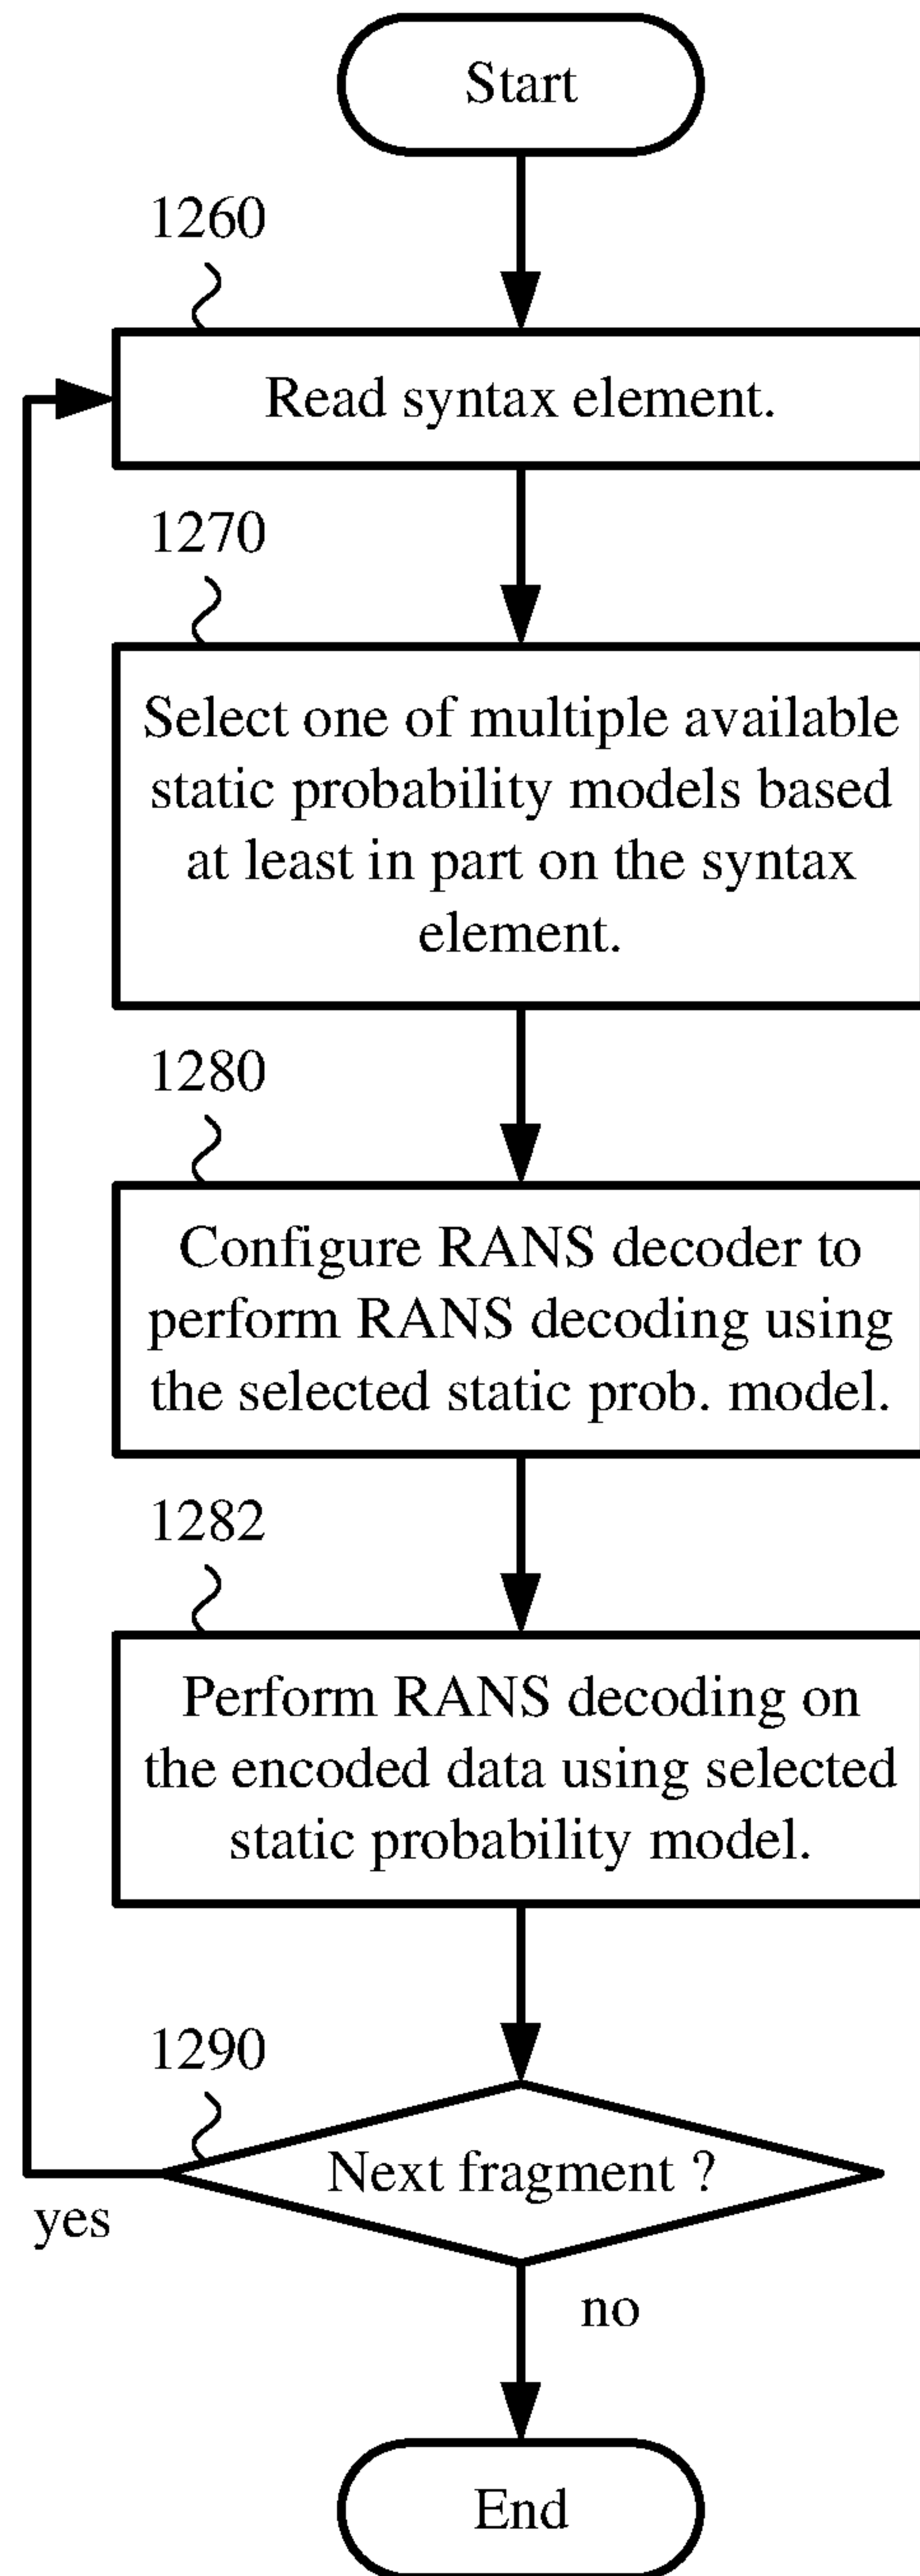 Start
1260
Read syntax element.
1270
Select one of multiple available
static probability models based
at least in part on the syntax
element.
1280
Configure RANS decoder to
perform RANS decoding using
the selected static prob. model.
1282
Perform RANS decoding on
the encoded data using selected
static probability model.
1290
Next fragment ?
yes
no
End